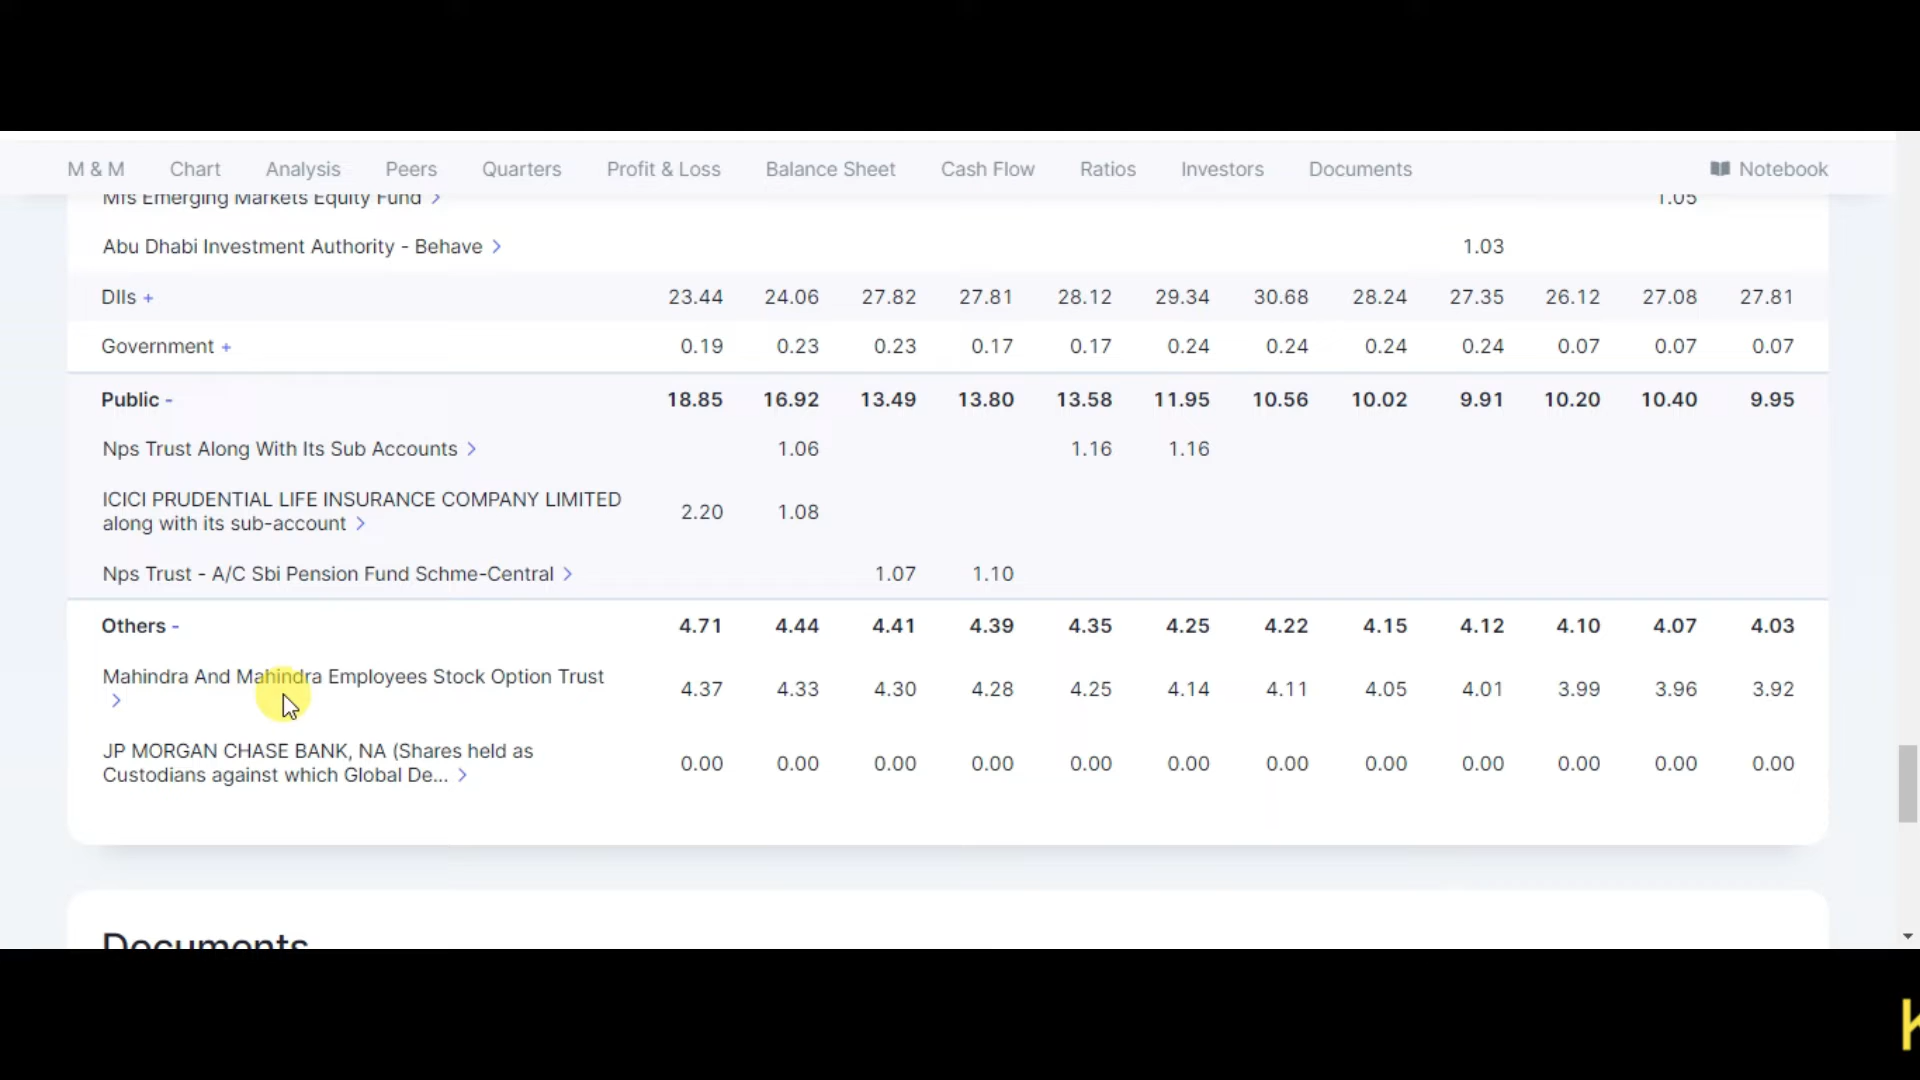 M & M Chart Analysis Peers Quarters Profit & Loss Balance Sheet Cash Flow Ratios Investors Documents Notebook
Mfs Emerging Markets Equity Fund > 1.05
Abu Dhabi Investment Authority - Behave > 1.03
DIIs + 23.44 24.06 27.82 27.81 28.12 29.34 30.68 28.24 27.35 26.12 27.08 27.81
Government + 0.19 0.23 0.23 0.17 0.17 0.24 0.24 0.24 0.24 0.07 0.07 0.07
Public - 18.85 16.92 13.49 13.80 13.58 11.95 10.56 10.02 9.91 10.20 10.40 9.95
Nps Trust Along With Its Sub Accounts > 1.06 1.16 1.16
ICICI PRUDENTIAL LIFE INSURANCE COMPANY LIMITED
along with its sub-account > 2.20 1.08
Nps Trust - A/C Sbi Pension Fund Schme-Central > 1.07 1.10
Others - 4.71 4.44 4.41 4.39 4.35 4.25 4.22 4.15 4.12 4.10 4.07 4.03
Mahindra And Mahindra Employees Stock Option Trust
> 4.37 4.33 4.30 4.28 4.25 4.14 4.11 4.05 4.01 3.99 3.96 3.92
JP MORGAN CHASE BANK, NA (Shares held as
Custodians against which Global De... > 0.00 0.00 0.00 0.00 0.00 0.00 0.00 0.00 0.00 0.00 0.00 0.00
Documents